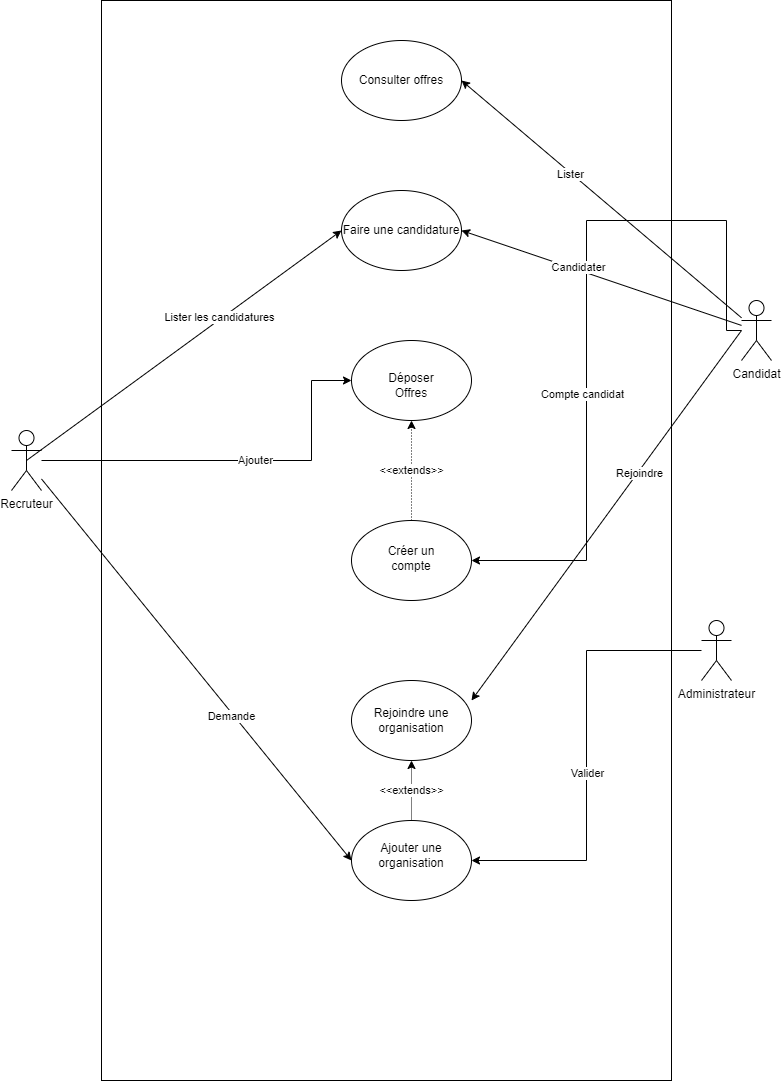 Consulter offres
Lister
Faire une candidature
Candidater
Lister les candidatures
Candidat
Déposer
Offres
Compte candidat
Ajouter
<<extends>>
Rejoindre
Recruteur
Créer un
compte
Administrateur
Rejoindre une
organisation
Demande
Valider
<<extends>>
Ajouter une
organisation